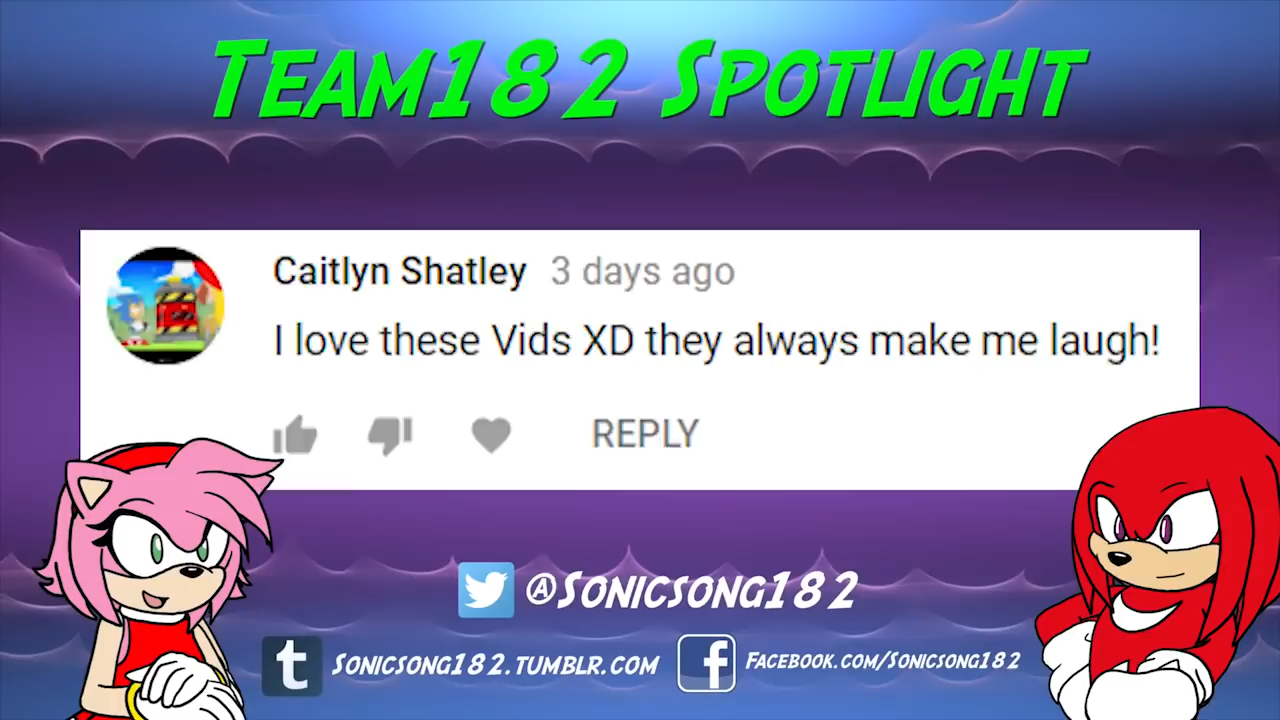 Team182 Spotlight
Caitlyn Shatley 3 days ago
I love these Vids XD they always make me laugh!
REPLY
@Sonicsong182
Sonicsong182.tumblr.com
Facebook.com/Sonicsong182